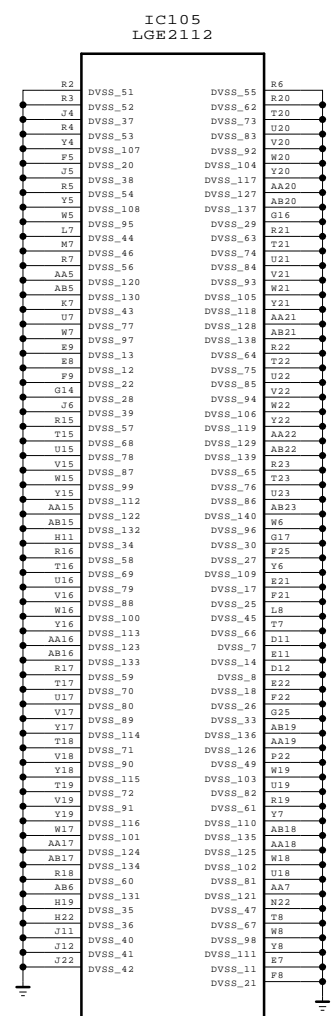 IC105
LGE2112
R2 DVSS_51 DVSS_55 R6
R3 DVSS_52 DVSS_62 R20
J4 DVSS_37 DVSS_73 T20
R4 DVSS_53 DVSS_83 U20
Y4 DVSS_107 DVSS_92 V20
F5 DVSS_20 DVSS_104 W20
J5 DVSS_38 DVSS_117 Y20
R5 DVSS_54 DVSS_127 AA20
Y5 DVSS_108 DVSS_137 AB20
W5 DVSS_95 DVSS_29 G16
L7 DVSS_44 DVSS_63 R21
M7 DVSS_46 DVSS_74 T21
R7 DVSS_56 DVSS_84 U21
AA5 DVSS_120 DVSS_93 V21
AB5 DVSS_130 DVSS_105 W21
K7 DVSS_43 DVSS_118 Y21
U7 DVSS_77 DVSS_128 AA21
W7 DVSS_97 DVSS_138 AB21
E9 DVSS_13 DVSS_64 R22
E8 DVSS_12 DVSS_75 T22
F9 DVSS_22 DVSS_85 U22
G14 DVSS_28 DVSS_94 V22
J6 DVSS_39 DVSS_106 W22
R15 DVSS_57 DVSS_119 Y22
T15 DVSS_68 DVSS_129 AA22
U15 DVSS_78 DVSS_139 AB22
V15 DVSS_87 DVSS_65 R23
W15 DVSS_99 DVSS_76 T23
Y15 DVSS_112 DVSS_86 U23
AA15 DVSS_122 DVSS_140 AB23
AB15 DVSS_132 DVSS_96 W6
H11 DVSS_34 DVSS_30 G17
R16 DVSS_58 DVSS_27 F25
T16 DVSS_69 DVSS_109 Y6
U16 DVSS_79 DVSS_17 E21
V16 DVSS_88 DVSS_25 F21
W16 DVSS_100 DVSS_45 L8
Y16 DVSS_113 DVSS_66 T7
AA16 DVSS_123 DVSS_7 D11
AB16 DVSS_133 DVSS_14 E11
R17 DVSS_59 DVSS_8 D12
T17 DVSS_70 DVSS_18 E22
U17 DVSS_80 DVSS_26 F22
V17 DVSS_89 DVSS_33 G25
Y17 DVSS_114 DVSS_136 AB19
T18 DVSS_71 DVSS_126 AA19
V18 DVSS_90 DVSS_49 P22
Y18 DVSS_115 DVSS_103 W19
T19 DVSS_72 DVSS_82 U19
V19 DVSS_91 DVSS_61 R19
Y19 DVSS_116 DVSS_110 Y7
W17 DVSS_101 DVSS_135 AB18
AA17 DVSS_124 DVSS_125 AA18
AB17 DVSS_134 DVSS_102 W18
R18 DVSS_60 DVSS_81 U18
AB6 DVSS_131 DVSS_121 AA7
H19 DVSS_35 DVSS_47 N22
H22 DVSS_36 DVSS_67 T8
J11 DVSS_40 DVSS_98 W8
J12 DVSS_41 DVSS_111 Y8
J22 DVSS_42 DVSS_11 E7
DVSS_21 F8